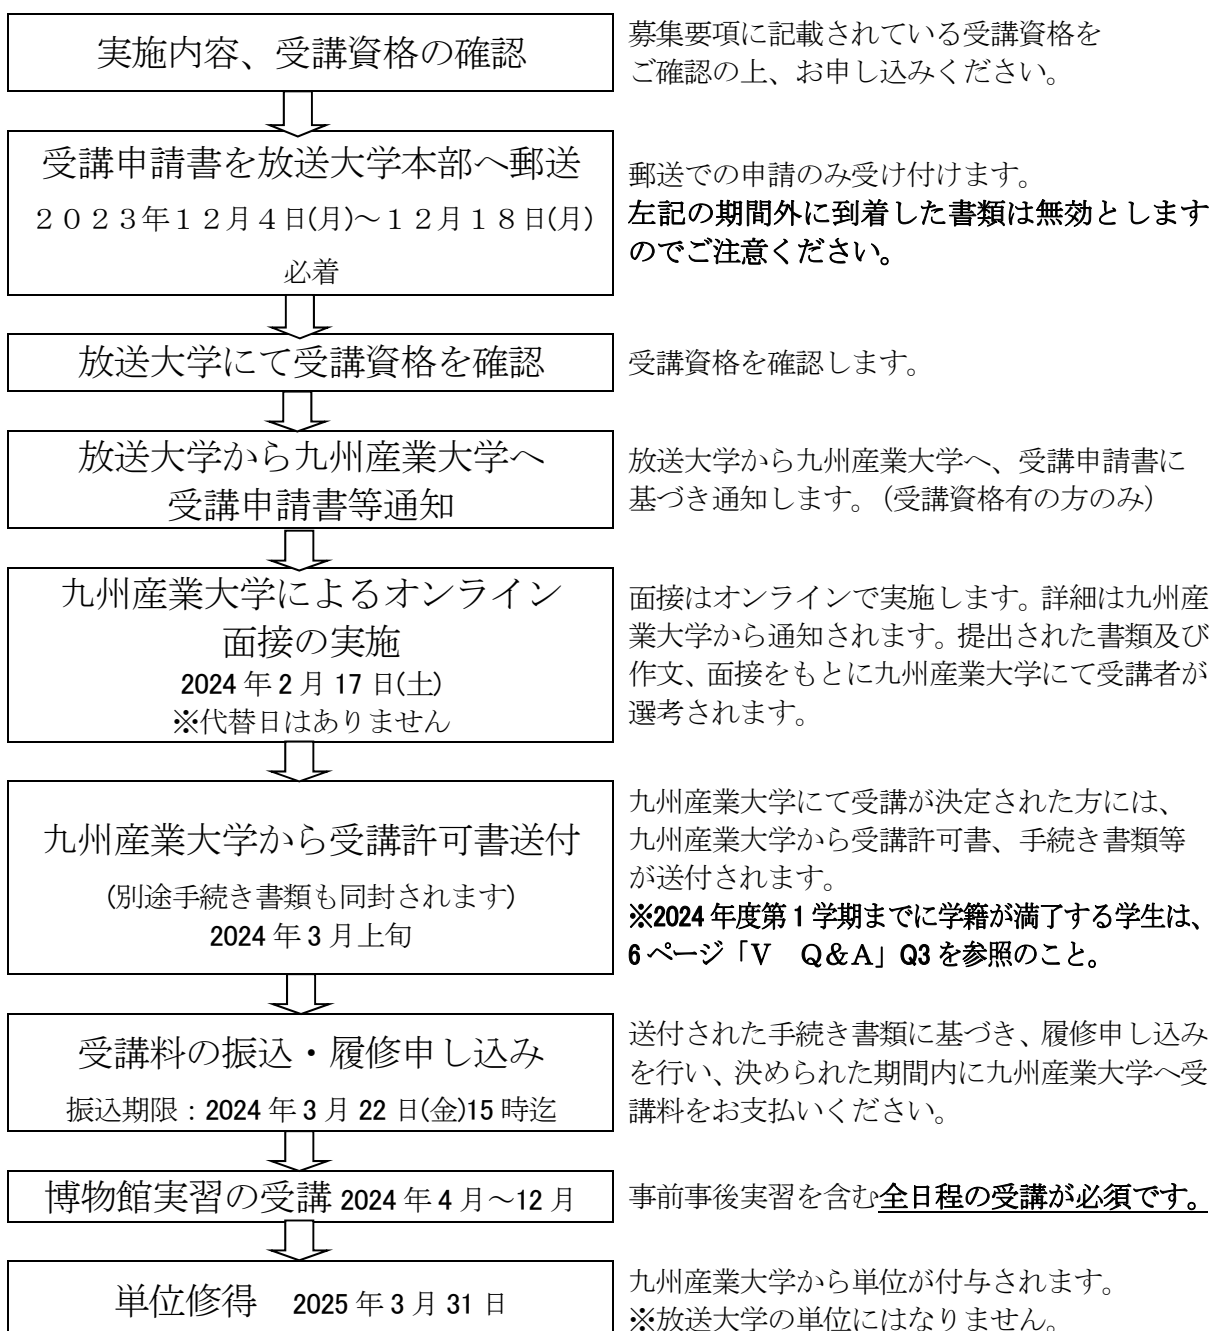 実施内容、受講資格の確認
募集要項に記載されている受講資格を
ご確認の上、お申し込みください。
受講申請書を放送大学本部へ郵送
２０２３年１２月４日(月)～１２月１８日(月)
必着
郵送での申請のみ受け付けます。
左記の期間外に到着した書類は無効とします
のでご注意ください。
放送大学にて受講資格を確認
受講資格を確認します。
放送大学から九州産業大学へ
受講申請書等通知
放送大学から九州産業大学へ、受講申請書に
基づき通知します。（受講資格有の方のみ）
九州産業大学によるオンライン
面接の実施
2024 年 2 月 17 日(土)
※代替日はありません
面接はオンラインで実施します。詳細は九州産
業大学から通知されます。提出された書類及び
作文、面接をもとに九州産業大学にて受講者が
選考されます。
九州産業大学から受講許可書送付
(別途手続き書類も同封されます)
2024 年 3 月上旬
九州産業大学にて受講が決定された方には、
九州産業大学から受講許可書、手続き書類等
が送付されます。
※2024 年度第 1 学期までに学籍が満了する学生は、
6 ページ「Ⅴ　Ｑ＆Ａ」Q3 を参照のこと。
受講料の振込・履修申し込み
振込期限：2024 年 3 月 22 日(金)15 時迄
送付された手続き書類に基づき、履修申し込み
を行い、決められた期間内に九州産業大学へ受
講料をお支払いください。
博物館実習の受講 2024 年 4 月～12 月
事前事後実習を含む全日程の受講が必須です。
単位修得　2025 年 3 月 31 日
九州産業大学から単位が付与されます。
※放送大学の単位にはなりません。